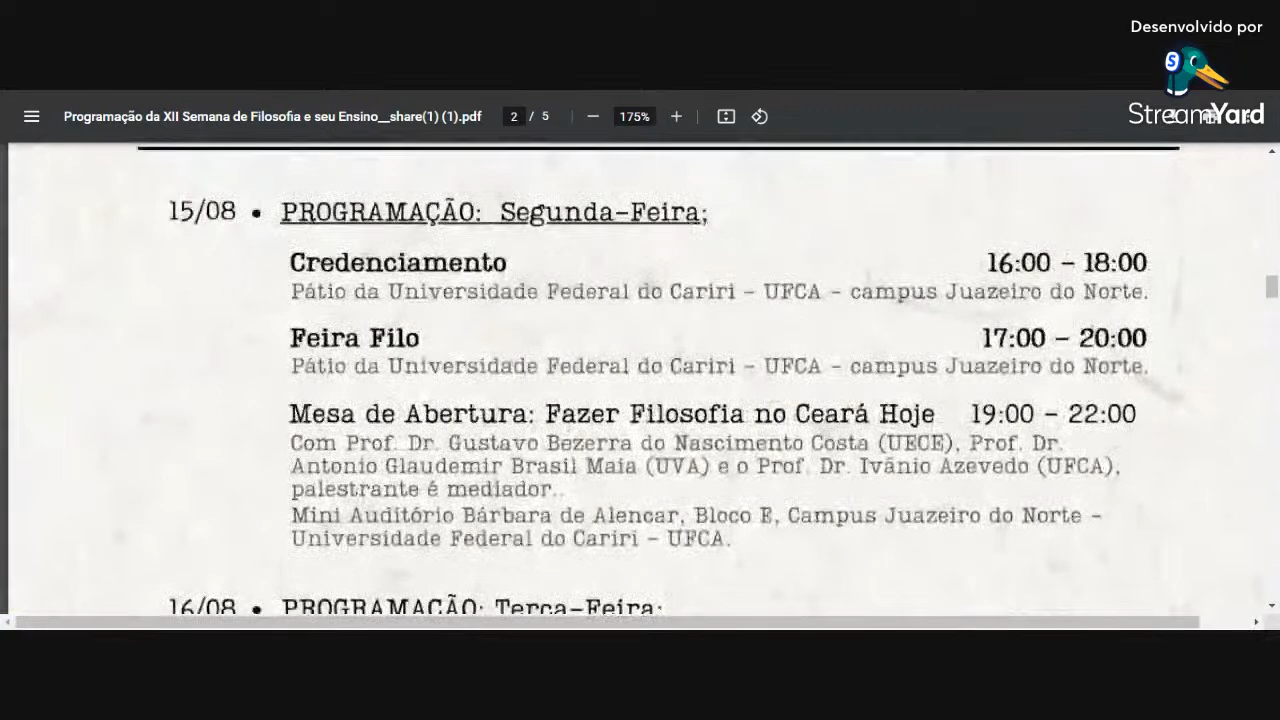 Desenvolvido por
StreamYard
Programação da XII Semana de Filosofia e seu Ensino__share(1) (1).pdf 2 / 5 175%
15/08 • PROGRAMAÇÃO: Segunda-Feira;
Credenciamento 16:00 - 18:00
Pátio da Universidade Federal do Cariri - UFCA - campus Juazeiro do Norte.
Feira Filo 17:00 - 20:00
Pátio da Universidade Federal do Cariri - UFCA - campus Juazeiro do Norte.
Mesa de Abertura: Fazer Filosofia no Ceará Hoje 19:00 - 22:00
Com Prof. Dr. Gustavo Bezerra do Nascimento Costa (UECE), Prof. Dr.
Antonio Glaudemir Brasil Maia (UVA) e o Prof. Dr. Ivânio Azevedo (UFCA),
palestrante é mediador..
Mini Auditório Bárbara de Alencar, Bloco E, Campus Juazeiro do Norte -
Universidade Federal do Cariri - UFCA.
16/08 • PROGRAMAÇÃO: Terça-Feira;